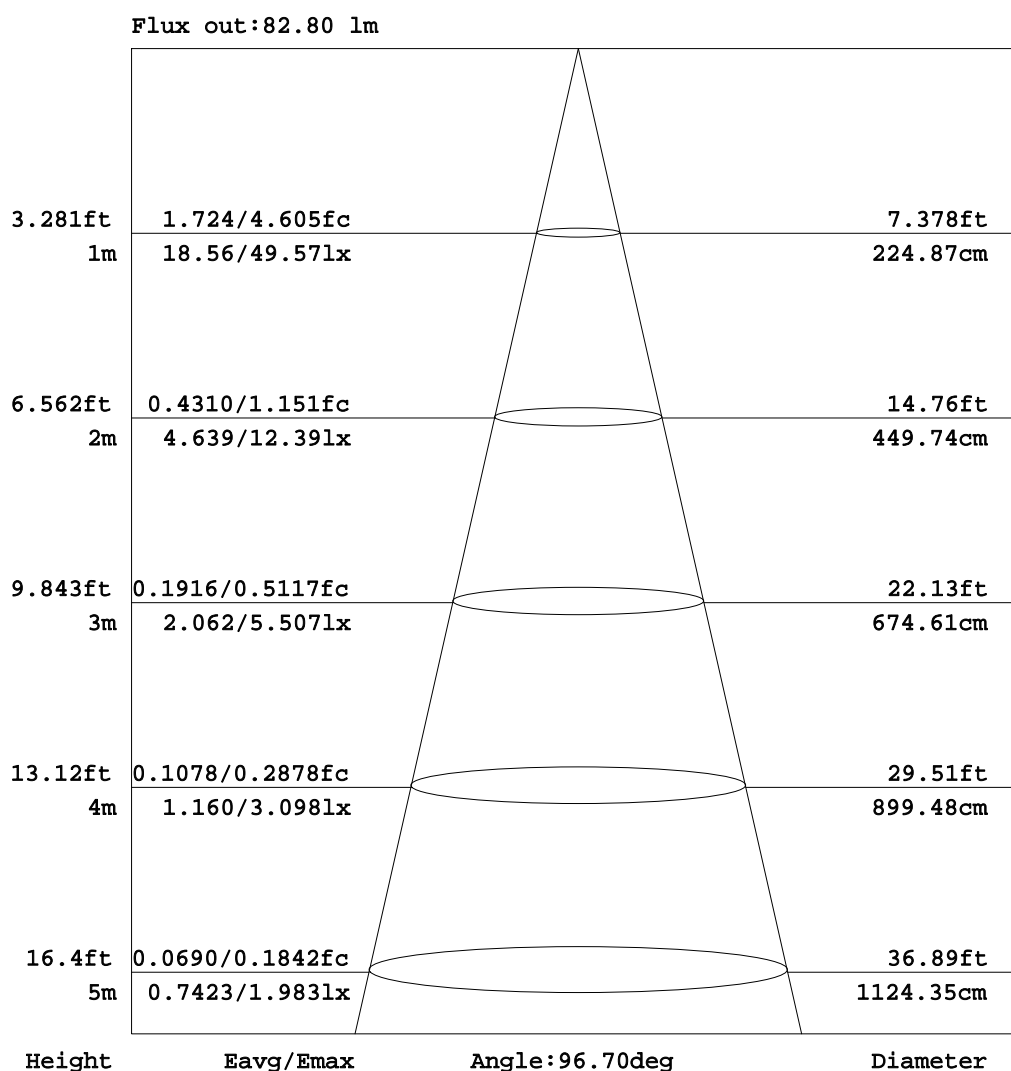 Flux out:82.80 lm
3.281ft 1.724/4.605fc 7.378ft
1m 18.56/49.57lx 224.87cm
6.562ft 0.4310/1.151fc 14.76ft
2m 4.639/12.39lx 449.74cm
9.843ft 0.1916/0.5117fc 22.13ft
3m 2.062/5.507lx 674.61cm
13.12ft 0.1078/0.2878fc 29.51ft
4m 1.160/3.098lx 899.48cm
16.4ft 0.0690/0.1842fc 36.89ft
5m 0.7423/1.983lx 1124.35cm
Height Eavg/Emax Angle:96.70deg Diameter